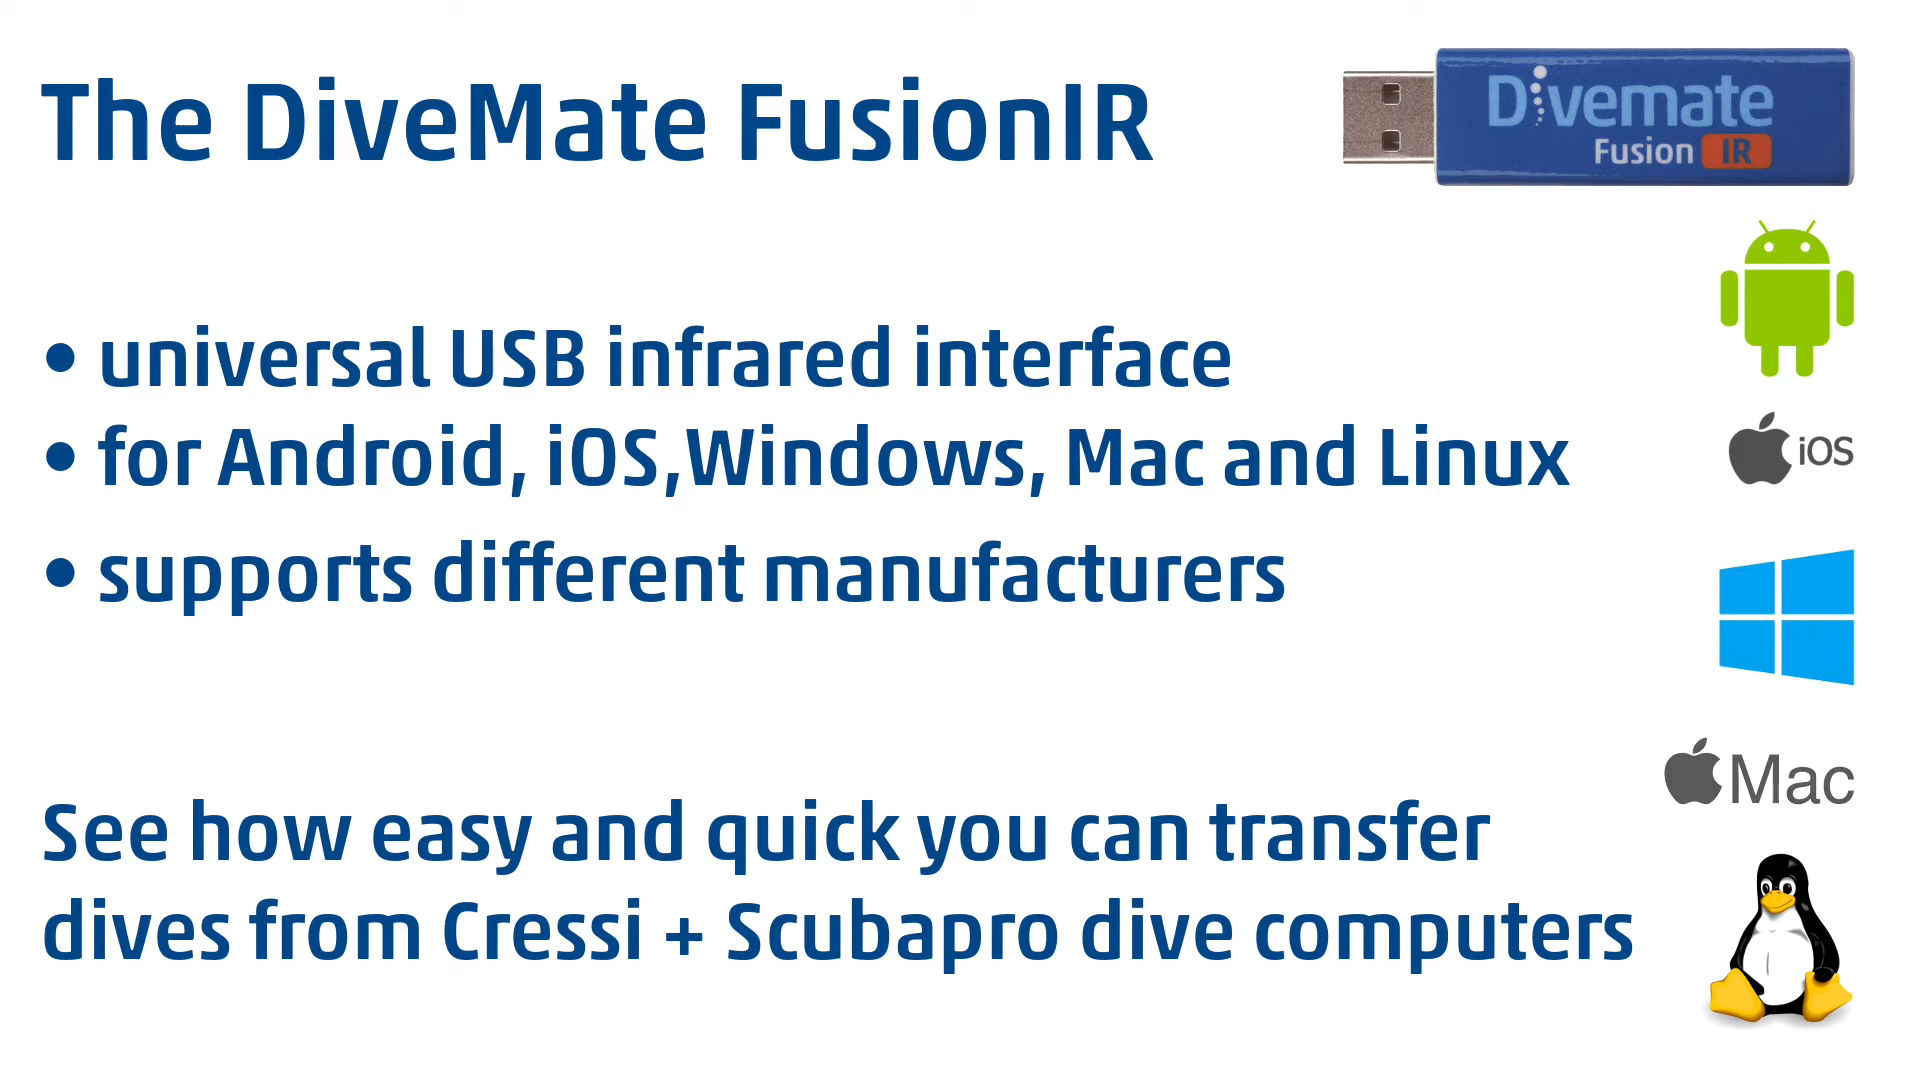 The DiveMate FusionIR
Divemate
Fusion IR
• universal USB infrared interface
• for Android, iOS,Windows, Mac and Linux
iOS
• supports different manufacturers
Mac
See how easy and quick you can transfer
dives from Cressi + Scubapro dive computers